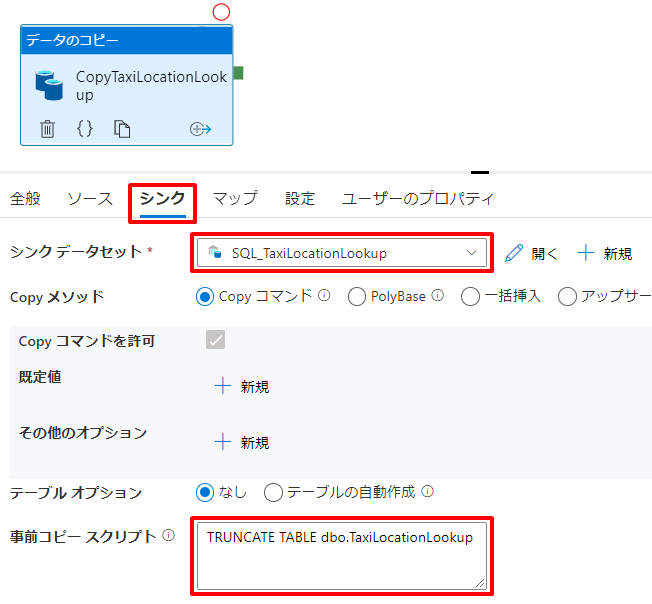 データのコピー
CopyTaxiLocationLook
up
全般 ソース シンク マップ 設定 ユーザーのプロパティ
シンク データセット * SQL_TaxiLocationLookup 開く 新規
Copy メソッド Copy コマンド PolyBase 一括挿入 アップサー
Copy コマンドを許可
既定値 新規
その他のオプション 新規
テーブル オプション なし テーブルの自動作成
事前コピー スクリプト TRUNCATE TABLE dbo.TaxiLocationLookup